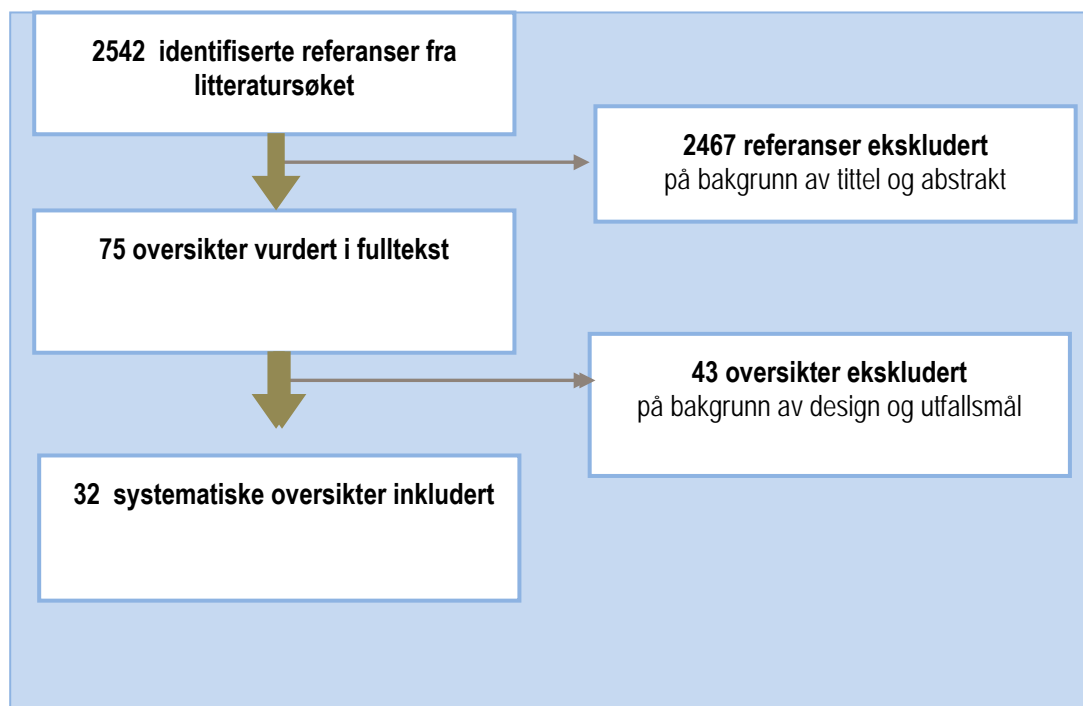 2542 identifiserte referanser fra
litteratursøket
2467 referanser ekskludert
på bakgrunn av tittel og abstrakt
75 oversikter vurdert i fulltekst
43 oversikter ekskludert
på bakgrunn av design og utfallsmål
32 systematiske oversikter inkludert